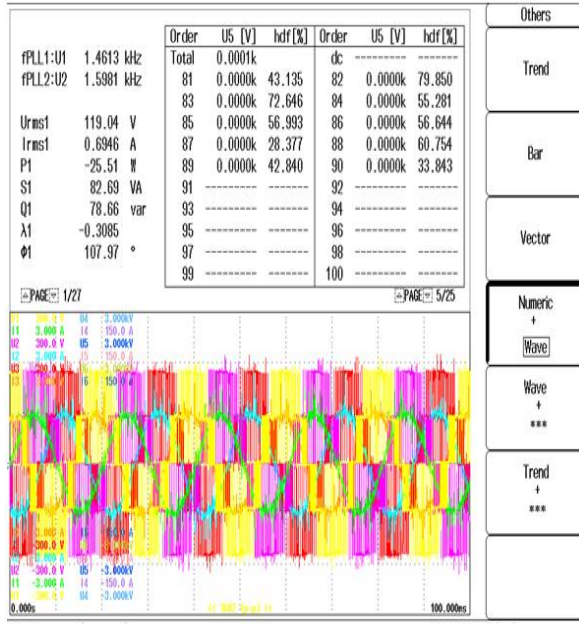 Others
fPLL1:U1 1.4613 kHz
fPLL2:U2 1.5981 kHz
Urms1 119.04 V
Irms1 0.6946 A
P1 -25.51 W
S1 82.69 VA
Q1 78.66 var
λ1 -0.3085
Φ1 107.97 °
PAGE 1/27
Order U5 [V] hdf[%] Order U5 [V] hdf[%]
Total 0.0001k dc -------- -------
81 0.0000k 43.135 82 0.0000k 79.850
83 0.0000k 72.646 84 0.0000k 55.281
85 0.0000k 56.993 86 0.0000k 56.644
87 0.0000k 28.377 88 0.0000k 60.754
89 0.0000k 42.840 90 0.0000k 33.843
91 -------- ------- 92 -------- -------
93 -------- ------- 94 -------- -------
95 -------- ------- 96 -------- -------
97 -------- ------- 98 -------- -------
99 -------- ------- 100 -------- -------
PAGE 5/25
Trend
Bar
Vector
Numeric
+
Wave
Wave
+
***
Trend
+
***
U4 3.000kV
I1 3.000 A I4 150.0 A
U2 300.0 V U5 3.000kV
U2 -300.0 V U5 -3.000kV
I1 -3.000 A I4 -150.0 A
U4 -3.000kV
0.000s 100.000ms